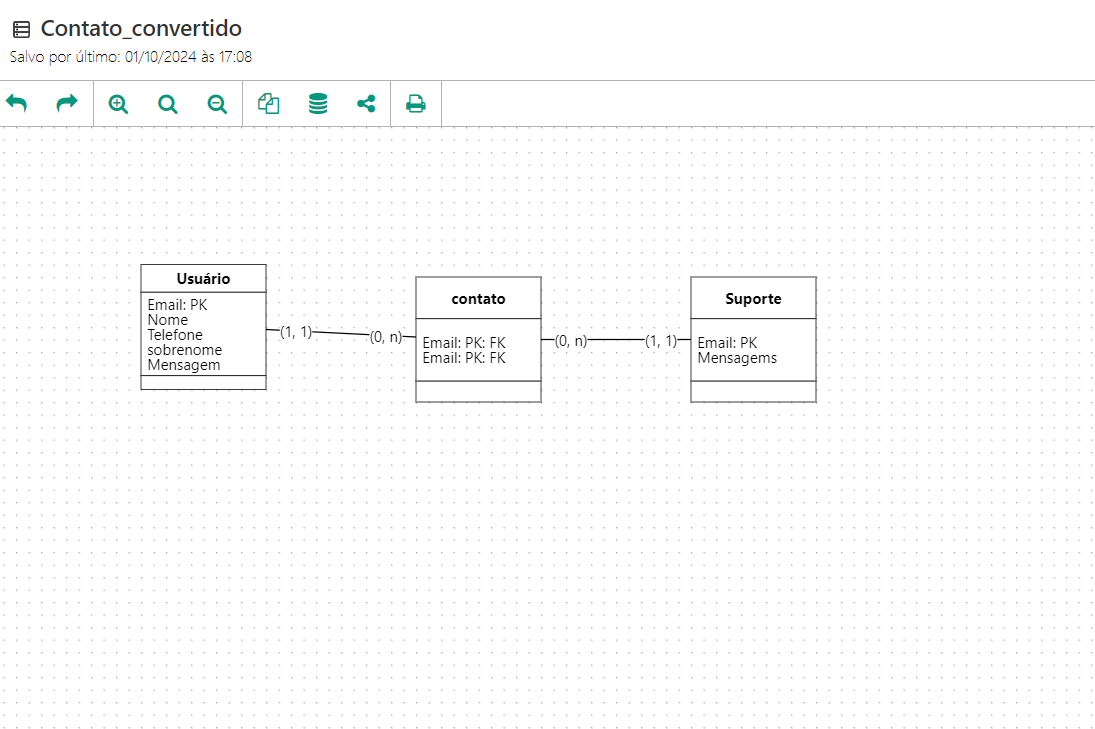 Contato_convertido
Salvo por último: 01/10/2024 às 17:08
Usuário
Email: PK
Nome
Telefone
sobrenome
Mensagem
(1, 1)
(0, n)
contato
Email: PK: FK
Email: PK: FK
(0, n)
(1, 1)
Suporte
Email: PK
Mensagems